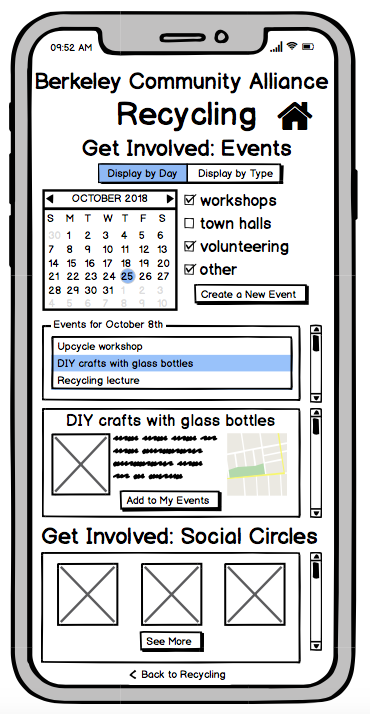 09:52 AM
Berkeley Community Alliance
Recycling
Get Involved: Events
Display by Day Display by Type
OCTOBER 2018
S M T W T F S
30 1 2 3 4 5 6
7 8 9 10 11 12 13
14 15 16 17 18 19 20
21 22 23 24 25 26 27
28 29 30 31 1 2 3
4 5 6 7 8 9 10
workshops
town halls
volunteering
other
Create a New Event
Events for October 8th
Upcycle workshop
DIY crafts with glass bottles
Recycling lecture
DIY crafts with glass bottles
Add to My Events
Get Involved: Social Circles
See More
< Back to Recycling